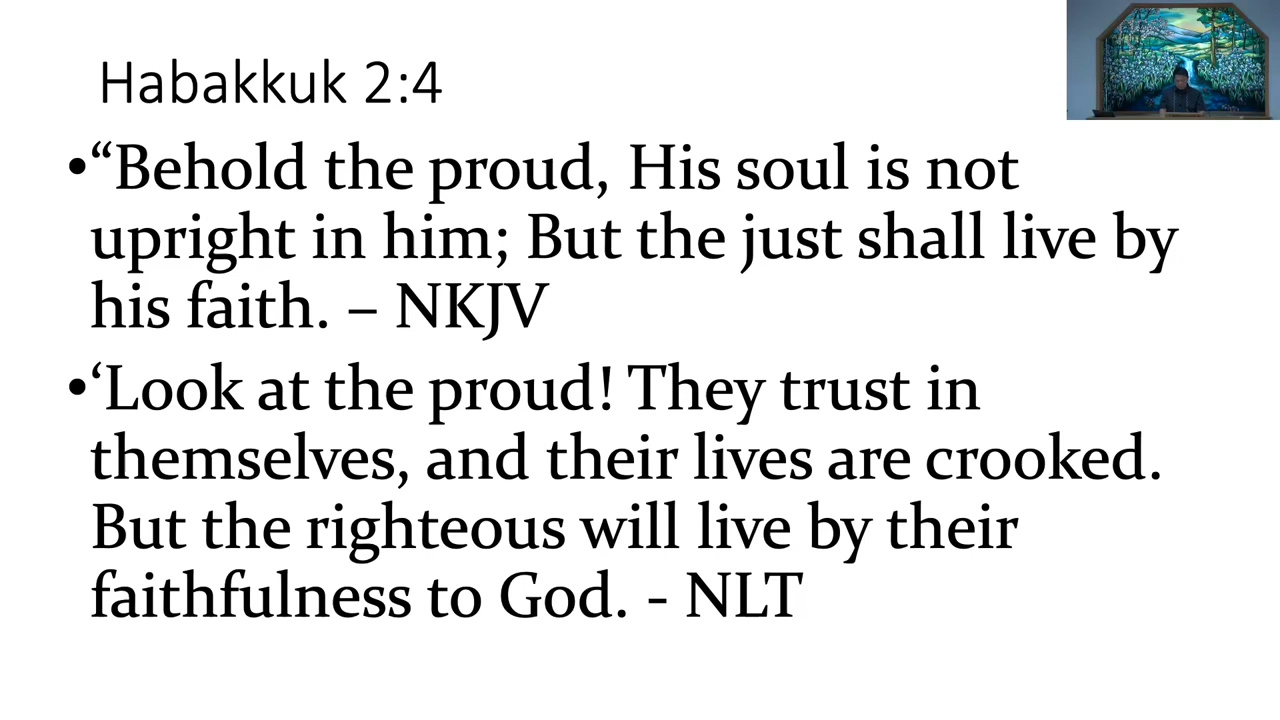 Habakkuk 2:4
•“Behold the proud, His soul is not
upright in him; But the just shall live by
his faith. – NKJV
•‘Look at the proud! They trust in
themselves, and their lives are crooked.
But the righteous will live by their
faithfulness to God. - NLT